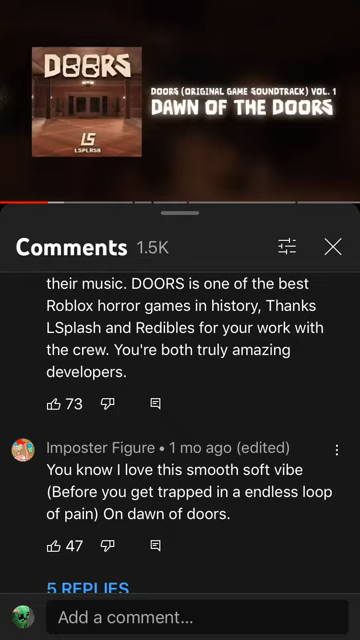 DOORS
LS
LSPLASH
DOORS (ORIGINAL GAME SOUNDTRACK) VOL. 1
DAWN OF THE DOORS
Comments 1.5K
their music. DOORS is one of the best
Roblox horror games in history, Thanks
LSplash and Redibles for your work with
the crew. You're both truly amazing
developers.
73
Imposter Figure • 1 mo ago (edited)
You know I love this smooth soft vibe
(Before you get trapped in a endless loop
of pain) On dawn of doors.
47
5 REPLIES
Add a comment...